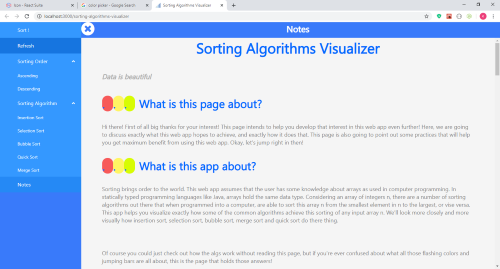 Icon - React Suite
color picker - Google Search
Sorting Algorithms Visualizer
localhost:3000/sorting-algorithms-visualizer
Sort !
Refresh
Sorting Order
Ascending
Descending
Sorting Algorithm
Insertion Sort
Selection Sort
Bubble Sort
Quick Sort
Merge Sort
Notes
Notes
Sorting Algorithms Visualizer
Data is beautiful
What is this page about?
Hi there! First of all big thanks for your interest! This page intends to help you develop that interest in this web app even further! Here, we are going
to discuss exactly what this web app hopes to achieve, and exactly how it does that. This page is also going to point out some practices that will help
you get maximum benefit from using this web app. Okay, let's jump right in then!
What is this app about?
Sorting brings order to the world. This web app assumes that the user has some knowledge about arrays as used in computer programming. In
statically typed programming languages like Java, arrays hold the same data type. Considering an array of integers n, there are a number of sorting
algorithms out there that when programmed into a computer, are able to sort this array n from the smallest element in n to the largest, or vise versa.
This app helps you visualize exactly how some of the common algorithms achieve this sorting of any input array n. We'll look more closely and more
visually how insertion sort, selection sort, bubble sort, merge sort and quick sort do there thing.
Of course you could just check out how the algs work without reading this page, but if you're ever confused about what all those flashing colors and
jumping bars are all about, this is the page that holds those answers!